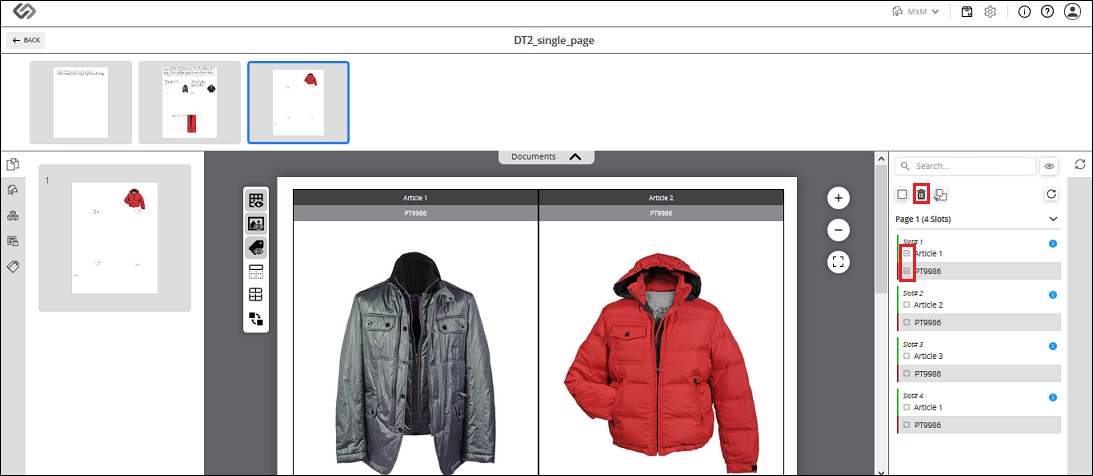 MxM
BACK
DT2_single_page
Documents
1
Article 1
Article 2
PT9986
PT9986
Search...
Page 1 (4 Slots)
Slot# 1
Article 1
PT9986
Slot# 2
Article 2
PT9986
Slot# 3
Article 3
PT9986
Slot# 4
Article 1
PT9986